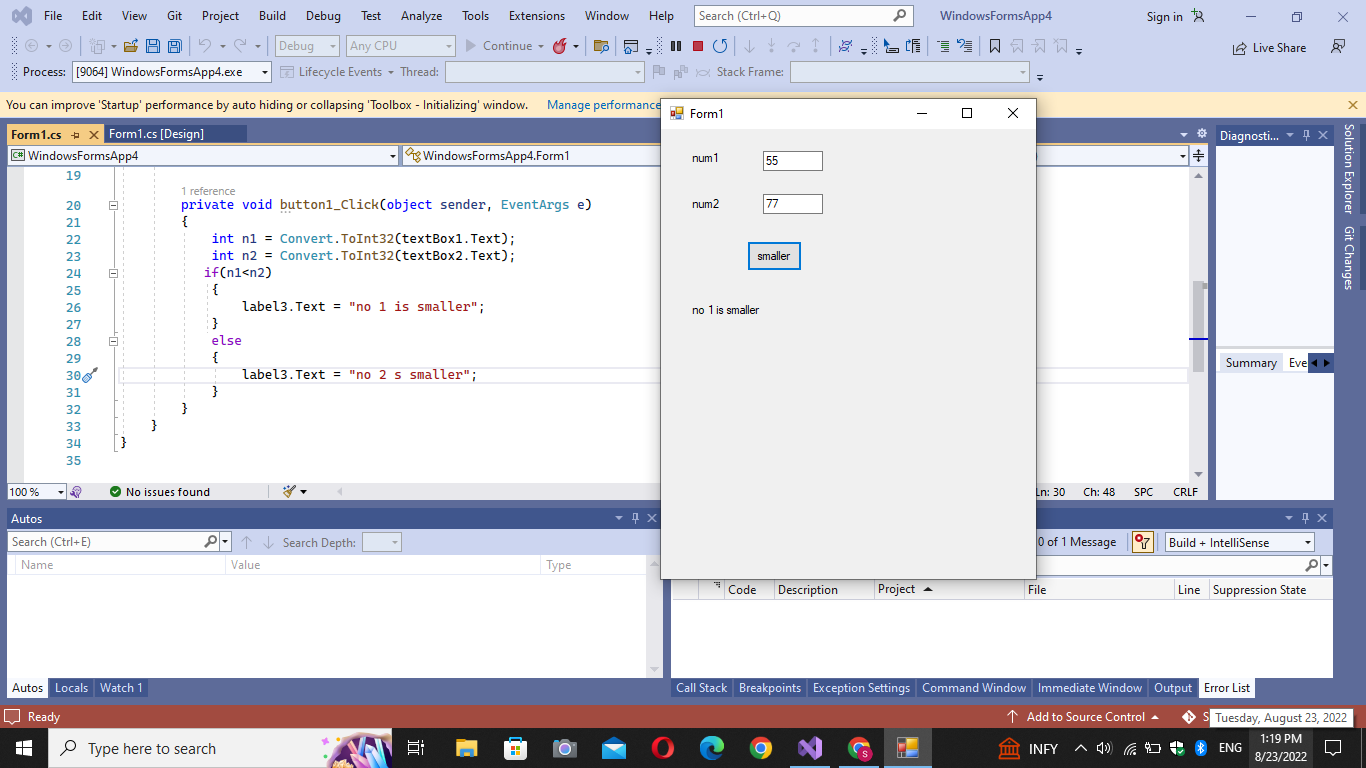 File Edit View Git Project Build Debug Test Analyze Tools Extensions Window Help Search (Ctrl+Q) WindowsFormsApp4 Sign in
Debug Any CPU Continue Live Share
Process: [9064] WindowsFormsApp4.exe Lifecycle Events Thread: Stack Frame:
You can improve 'Startup' performance by auto hiding or collapsing 'Toolbox - Initializing' window. Manage performance
Form1.cs Form1.cs [Design]
C# WindowsFormsApp4 WindowsFormsApp4.Form1
19
1 reference
20 private void button1_Click(object sender, EventArgs e)
21 {
22 int n1 = Convert.ToInt32(textBox1.Text);
23 int n2 = Convert.ToInt32(textBox2.Text);
24 if(n1<n2)
25 {
26 label3.Text = "no 1 is smaller";
27 }
28 else
29 {
30 label3.Text = "no 2 s smaller";
31 }
32 }
33 }
34 }
35
100 % No issues found Ln: 30 Ch: 48 SPC CRLF
Form1
num1 55
num2 77
smaller
no 1 is smaller
Diagnosti...
Summary Eve
Solution Explorer
Git Changes
Autos
Search (Ctrl+E) Search Depth:
Name Value Type
Autos Locals Watch 1
0 of 1 Message Build + IntelliSense
Code Description Project File Line Suppression State
Call Stack Breakpoints Exception Settings Command Window Immediate Window Output Error List
Ready Add to Source Control S
Tuesday, August 23, 2022
Type here to search INFY ENG 1:19 PM
8/23/2022